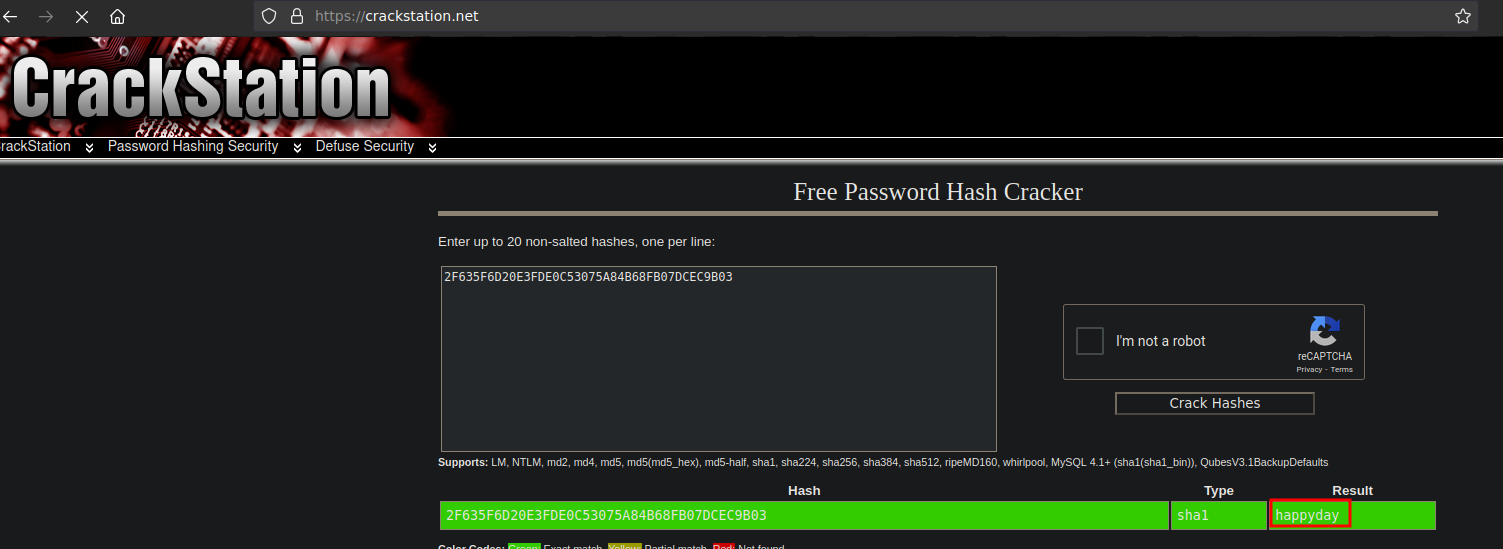 https://crackstation.net
CrackStation
rackStation Password Hashing Security Defuse Security
Free Password Hash Cracker
Enter up to 20 non-salted hashes, one per line:
2F635F6D20E3FDE0C53075A84B68FB07DCEC9B03
I'm not a robot
reCAPTCHA
Privacy - Terms
Crack Hashes
Supports: LM, NTLM, md2, md4, md5, md5(md5_hex), md5-half, sha1, sha224, sha256, sha384, sha512, ripeMD160, whirlpool, MySQL 4.1+ (sha1(sha1_bin)), QubesV3.1BackupDefaults
Hash Type Result
2F635F6D20E3FDE0C53075A84B68FB07DCEC9B03 sha1 happyday
Color Codes: Green: Exact match, Yellow: Partial match, Red: Not found.